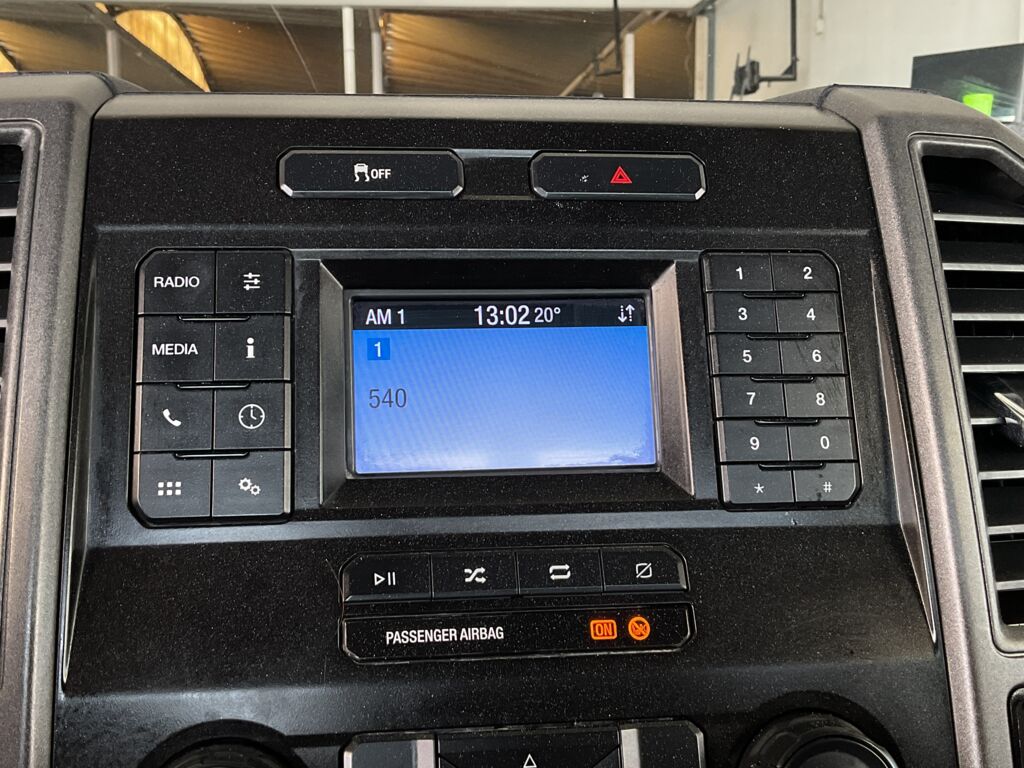 OFF
RADIO
MEDIA
AM 1 13:02 20°
1
540
1 2
3 4
5 6
7 8
9 0
* #
PASSENGER AIRBAG ON